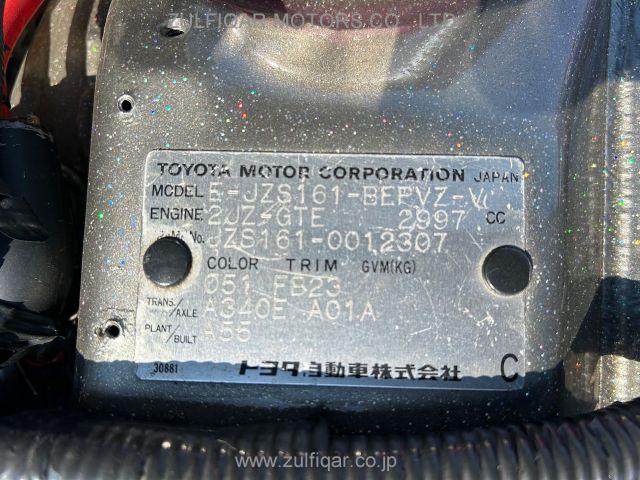 ZULFIQAR MOTORS CO.,LTD.
TOYOTA MOTOR CORPORATION JAPAN
MODEL E-JZS161-BEPVZ-V
ENGINE 2JZ-GTE 2997 CC
No. JZS161-0012307
COLOR TRIM GVM(KG)
051 FB23
TRANS./AXLE A340E A01A
PLANT/BUILT A55
30881 トヨタ自動車株式会社 C
@ www.zulfiqar.co.jp